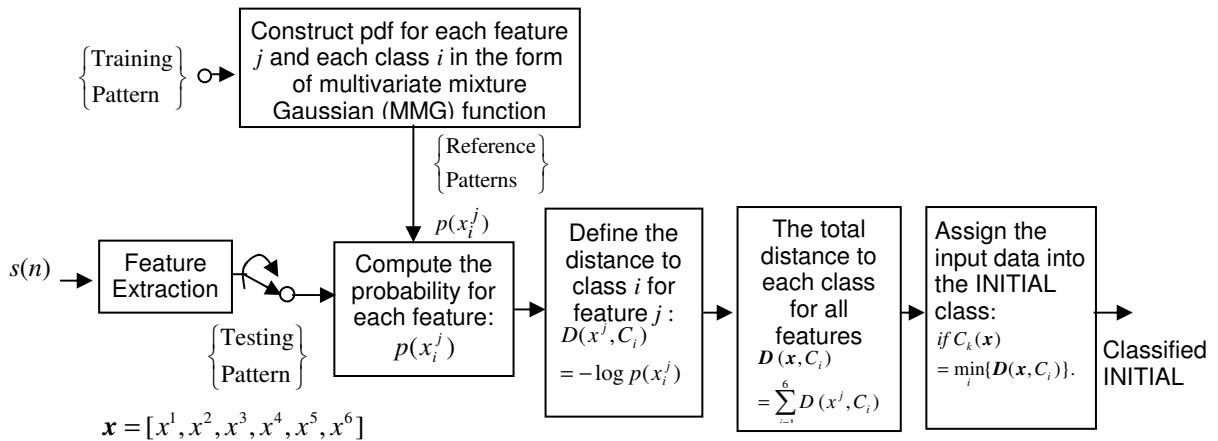 Construct pdf for each feature
j and each class i in the form
of multivariate mixture
Gaussian (MMG) function
{Training
Pattern}
{Reference
Patterns}
p(x_i^j)
s(n)
Feature
Extraction
{Testing
Pattern}
x = [x^1, x^2, x^3, x^4, x^5, x^6]
Compute the
probability for
each feature:
p(x_i^j)
Define the
distance to
class i for
feature j :
D(x^j, C_i)
= −log p(x_i^j)
The total
distance to
each class
for all
features
D (x, C_i)
= ∑_{j=1}^{6} D (x^j, C_i)
Assign the
input data into
the INITIAL
class:
if C_k(x)
= min_i{D(x, C_i)}.
Classified
INITIAL